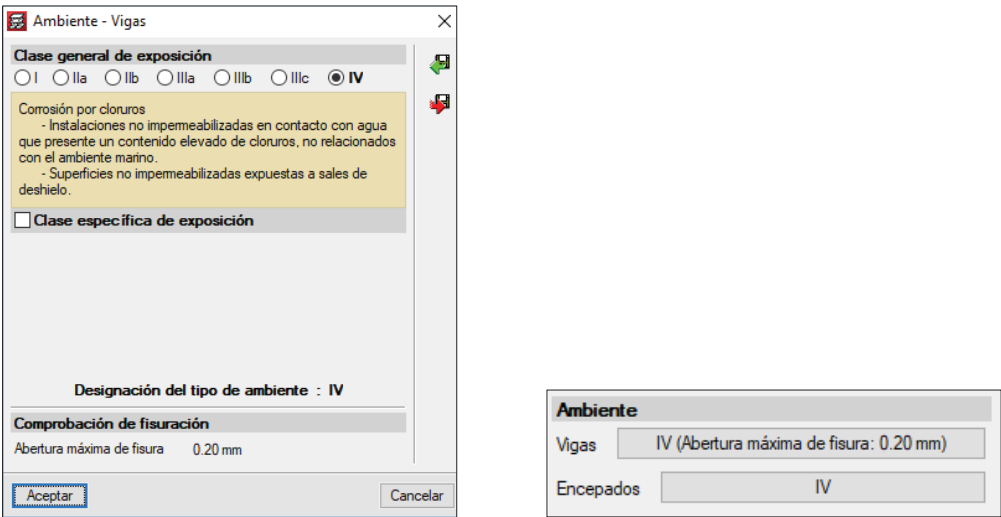 Ambiente - Vigas
Clase general de exposición
I IIa IIb IIIa IIIb IIIc IV
Corrosión por cloruros
- Instalaciones no impermeabilizadas en contacto con agua
que presente un contenido elevado de cloruros, no relacionados
con el ambiente marino.
- Superficies no impermeabilizadas expuestas a sales de
deshielo.
Clase específica de exposición
Designación del tipo de ambiente : IV
Comprobación de fisuración
Abertura máxima de fisura 0.20 mm
Aceptar Cancelar
Ambiente
Vigas IV (Abertura máxima de fisura: 0.20 mm)
Encepados IV